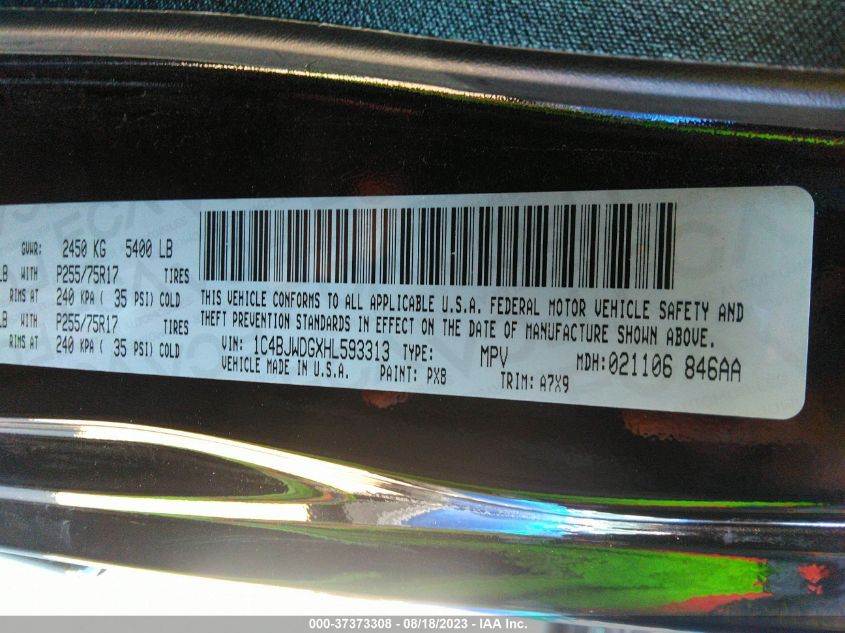 GVWR: 2450 KG 5400 LB
LB WITH P255/75R17 TIRES
RIMS AT 240 KPA ( 35 PSI) COLD
LB WITH P255/75R17 TIRES
RIMS AT 240 KPA ( 35 PSI) COLD
THIS VEHICLE CONFORMS TO ALL APPLICABLE U.S.A. FEDERAL MOTOR VEHICLE SAFETY AND
THEFT PREVENTION STANDARDS IN EFFECT ON THE DATE OF MANUFACTURE SHOWN ABOVE.
VIN: 1C4BJWDGXHL593313 TYPE: MPV MDH:021106 846AA
VEHICLE MADE IN U.S.A. PAINT: PX8 TRIM: A7X9
000-37373308 - 08/18/2023 - IAA Inc.